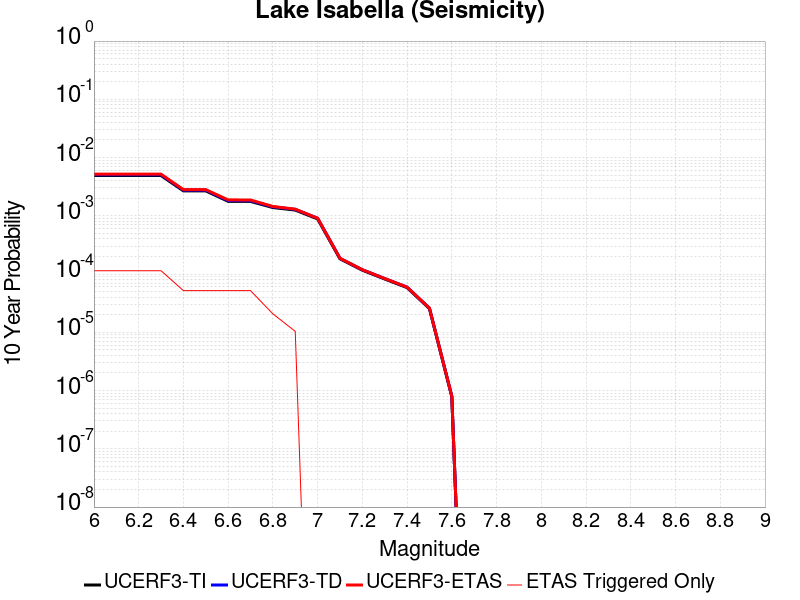 Lake Isabella (Seismicity)
10 0
10 -1
10 -2
10 -3
10 -4
10 -5
10 -6
10 -7
10 -8
10 Year Probability
6 6.2 6.4 6.6 6.8 7 7.2 7.4 7.6 7.8 8 8.2 8.4 8.6 8.8 9
Magnitude
UCERF3-TI UCERF3-TD UCERF3-ETAS ETAS Triggered Only